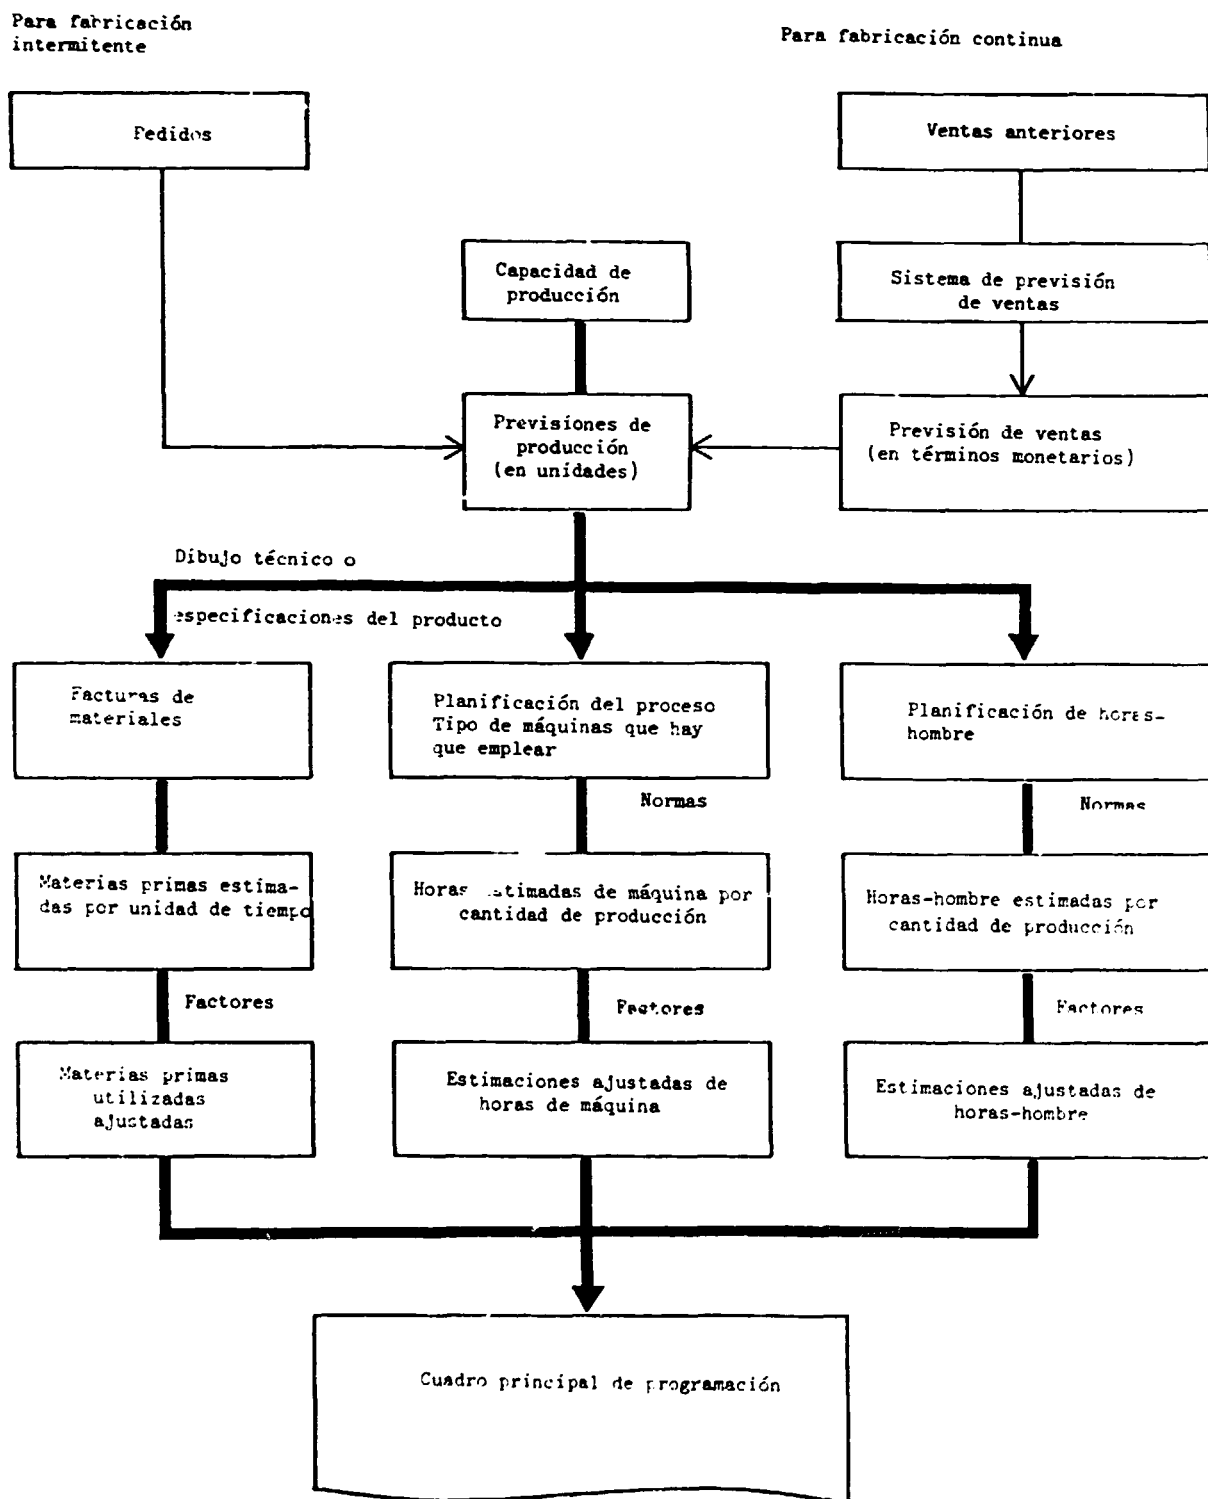 Para fabricación
intermitente
Para fabricación continua
Pedidos
Ventas anteriores
Capacidad de
producción
Sistema de previsión
de ventas
Previsiones de
producción
(en unidades)
Previsión de ventas
(en términos monetarios)
Dibujo técnico o
especificaciones del producto
Facturas de
materiales
Planificación del proceso
Tipo de máquinas que hay
que emplear
Planificación de horas-
hombre
Normas
Normas
Materias primas estima-
das por unidad de tiempo
Horas estimadas de máquina por
cantidad de producción
Horas-hombre estimadas por
cantidad de producción
Factores
Factores
Factores
Materias primas
utilizadas
ajustadas
Estimaciones ajustadas de
horas de máquina
Estimaciones ajustadas de
horas-hombre
Cuadro principal de programación